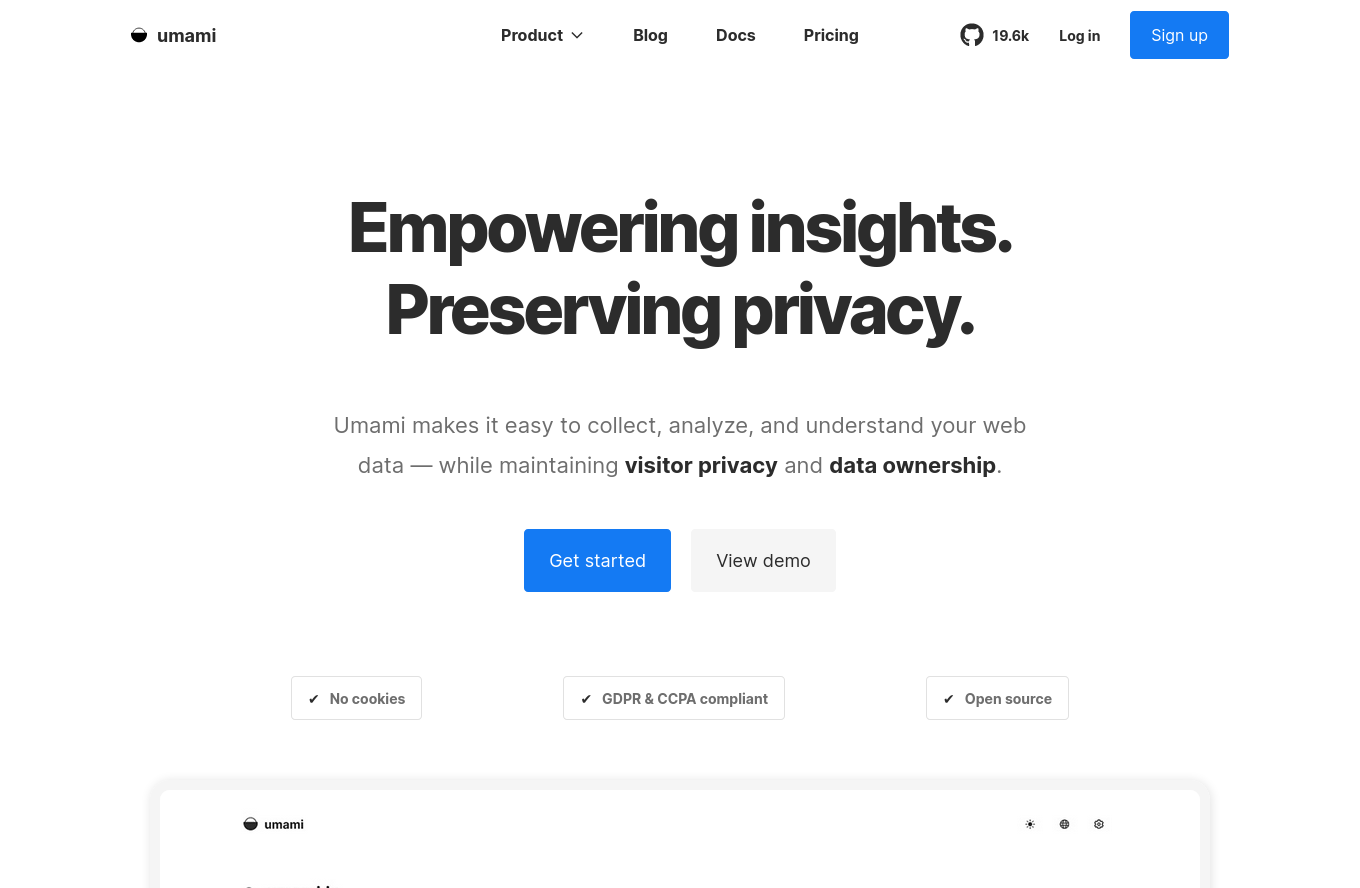 umami
Product
Blog
Docs
Pricing
19.6k
Log in
Sign up
Empowering insights.
Preserving privacy.
Umami makes it easy to collect, analyze, and understand your web
data — while maintaining visitor privacy and data ownership.
Get started
View demo
✔ No cookies
✔ GDPR & CCPA compliant
✔ Open source
umami